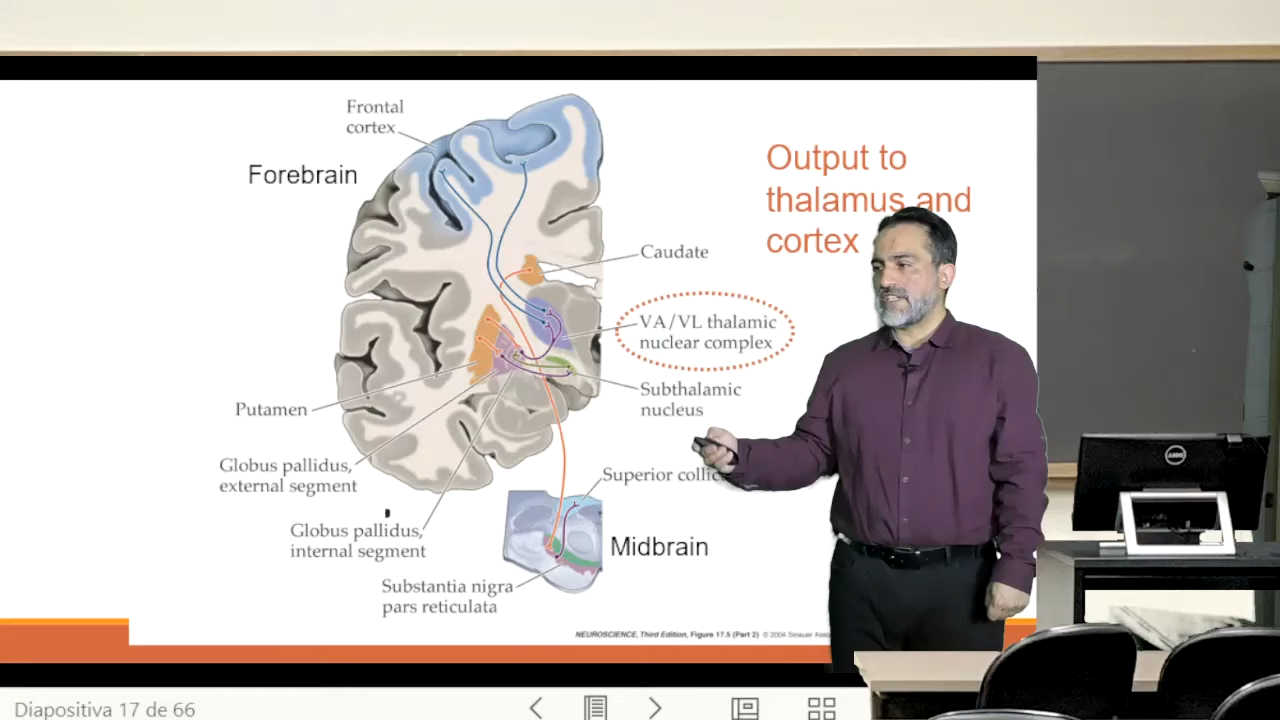 Frontal
cortex
Forebrain
Output to
thalamus and
cortex
Caudate
VA/VL thalamic
nuclear complex
Subthalamic
nucleus
Putamen
Globus pallidus,
external segment
Superior
Globus pallidus,
internal segment
Midbrain
Substantia nigra
pars reticulata
NEUROSCIENCE, Third Edition, Figure 17.5 (Part 2) © 2004 Sinauer
DELL
Diapositiva 17 de 66